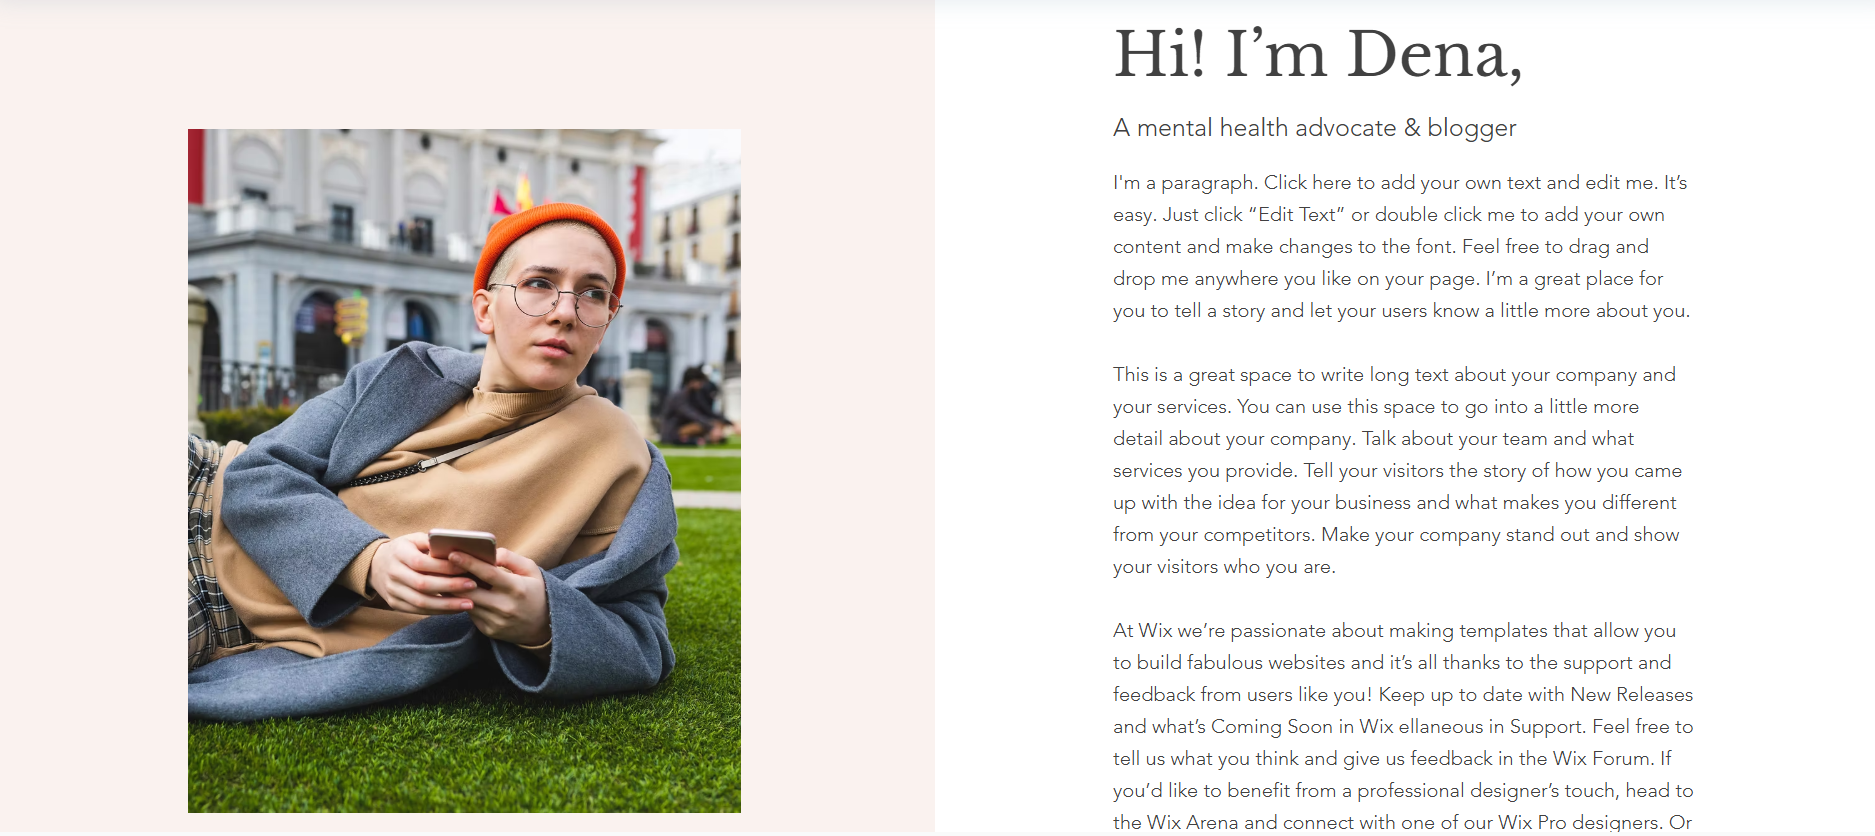 Hi! I’m Dena,
A mental health advocate & blogger
I'm a paragraph. Click here to add your own text and edit me. It’s
easy. Just click “Edit Text” or double click me to add your own
content and make changes to the font. Feel free to drag and
drop me anywhere you like on your page. I’m a great place for
you to tell a story and let your users know a little more about you.
This is a great space to write long text about your company and
your services. You can use this space to go into a little more
detail about your company. Talk about your team and what
services you provide. Tell your visitors the story of how you came
up with the idea for your business and what makes you different
from your competitors. Make your company stand out and show
your visitors who you are.
At Wix we’re passionate about making templates that allow you
to build fabulous websites and it’s all thanks to the support and
feedback from users like you! Keep up to date with New Releases
and what’s Coming Soon in Wix ellaneous in Support. Feel free to
tell us what you think and give us feedback in the Wix Forum. If
you’d like to benefit from a professional designer’s touch, head to
the Wix Arena and connect with one of our Wix Pro designers. Or